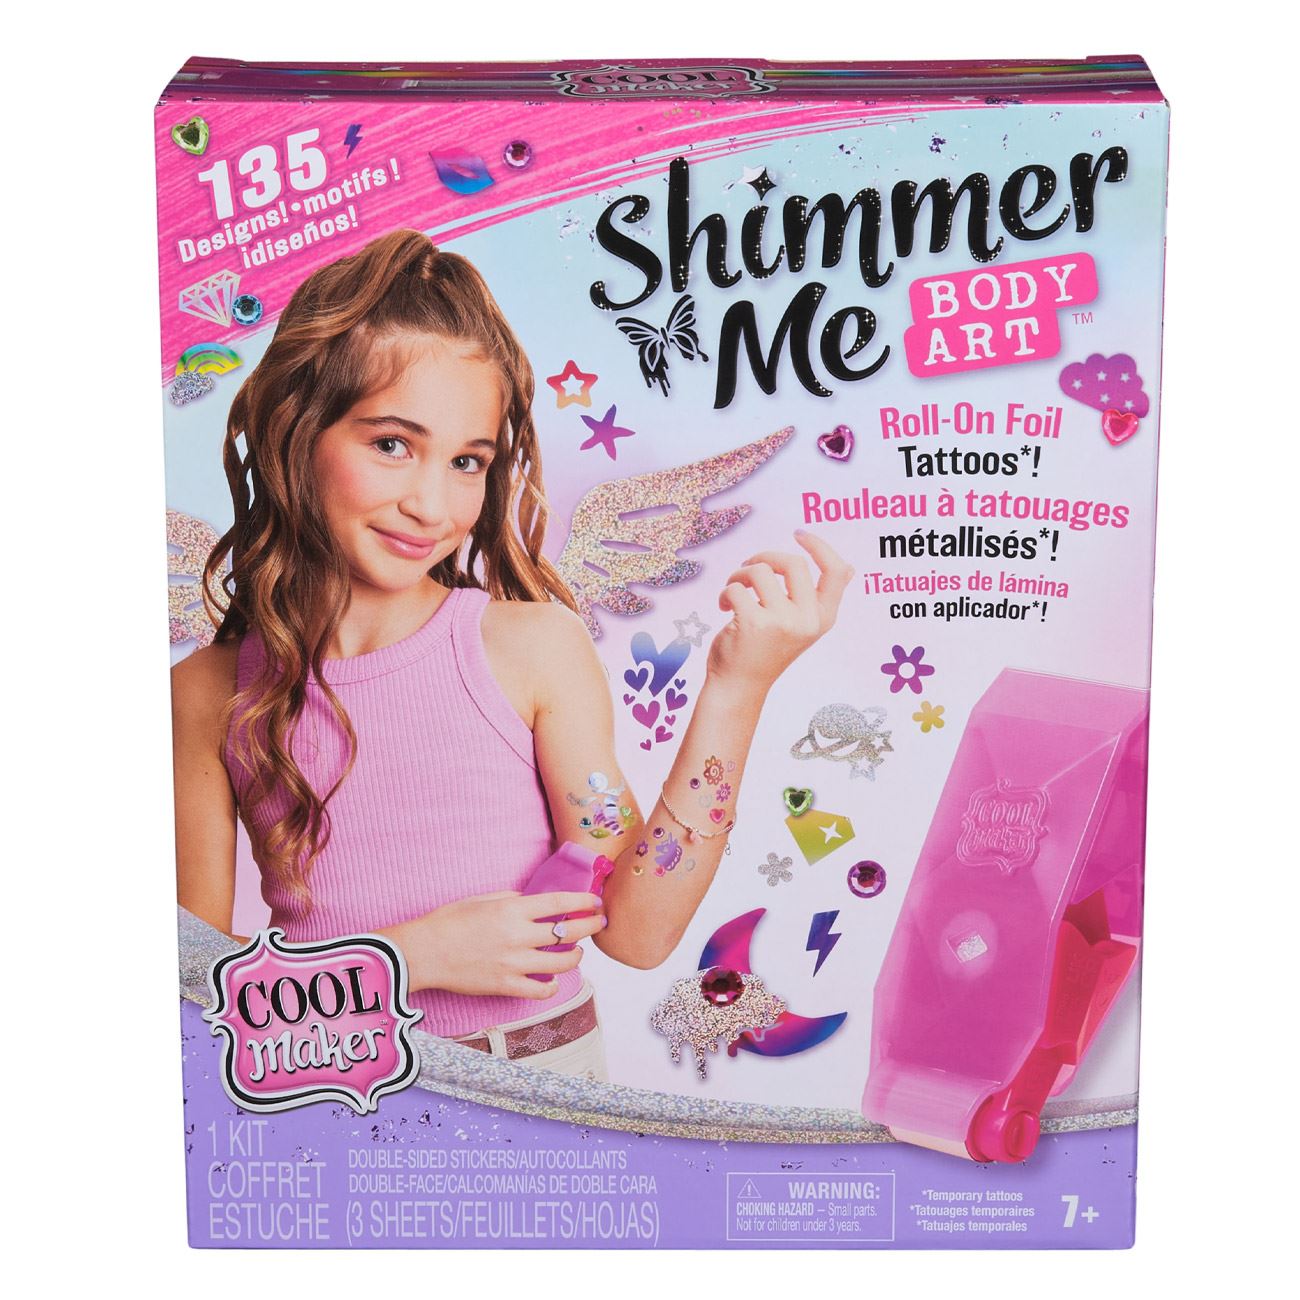 COOL
Maker
135
Designs! • motifs!
¡diseños!
Shimmer
Me
BODY
ART™
Roll-On Foil
Tattoos*!
Rouleau à tatouages
métallisés*!
¡Tatuajes de lámina
con aplicador*!
COOL
MAKER
COOL
Maker™
1 KIT
COFFRET
ESTUCHE
DOUBLE-SIDED STICKERS/AUTOCOLLANTS
DOUBLE-FACE/CALCOMANÍAS DE DOBLE CARA
(3 SHEETS/FEUILLETS/HOJAS)
WARNING:
CHOKING HAZARD – Small parts.
Not for children under 3 years.
*Temporary tattoos
*Tatouages temporaires
*Tatuajes temporales
7+